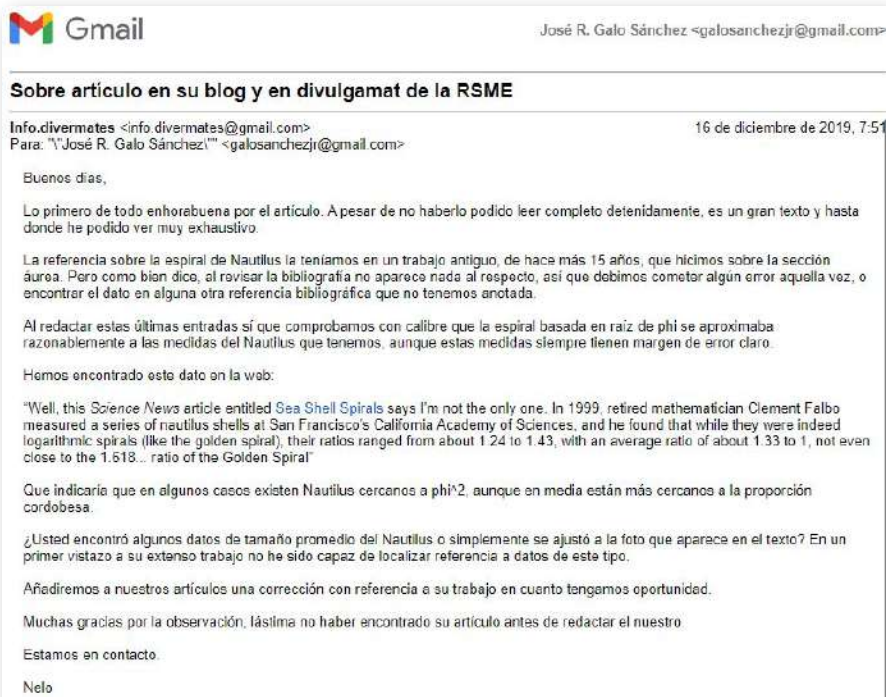 Gmail
José R. Galo Sánchez <galosanchezjr@gmail.com>
Sobre artículo en su blog y en divulgamat de la RSME
Info.divermates <info.divermates@gmail.com>
16 de diciembre de 2019, 7:51
Para: "\"José R. Galo Sánchez\"" <galosanchezjr@gmail.com>
Buenos días,
Lo primero de todo enhorabuena por el artículo. A pesar de no haberlo podido leer completo detenidamente, es un gran texto y hasta
donde he podido ver muy exhaustivo.
La referencia sobre la espiral de Nautilus la teníamos en un trabajo antiguo, de hace más 15 años, que hicimos sobre la sección
áurea. Pero como bien dice, al revisar la bibliografía no aparece nada al respecto, así que debimos cometer algún error aquella vez, o
encontrar el dato en alguna otra referencia bibliográfica que no tenemos anotada.
Al redactar estas últimas entradas sí que comprobamos con calibre que la espiral basada en raíz de phi se aproximaba
razonablemente a las medidas del Nautilus que tenemos, aunque estas medidas siempre tienen margen de error claro.
Hemos encontrado este dato en la web:
"Well, this Science News article entitled Sea Shell Spirals says I'm not the only one. In 1999, retired mathematician Clement Falbo
measured a series of nautilus shells at San Francisco's California Academy of Sciences, and he found that while they were indeed
logarithmic spirals (like the golden spiral), their ratios ranged from about 1.24 to 1.43, with an average ratio of about 1.33 to 1, not even
close to the 1.618... ratio of the Golden Spiral"
Que indicaría que en algunos casos existen Nautilus cercanos a phi^2, aunque en media están más cercanos a la proporción
cordobesa.
¿Usted encontró algunos datos de tamaño promedio del Nautilus o simplemente se ajustó a la foto que aparece en el texto? En un
primer vistazo a su extenso trabajo no he sido capaz de localizar referencia a datos de este tipo.
Añadiremos a nuestros artículos una corrección con referencia a su trabajo en cuanto tengamos oportunidad.
Muchas gracias por la observación, lástima no haber encontrado su artículo antes de redactar el nuestro
Estamos en contacto.
Nelo